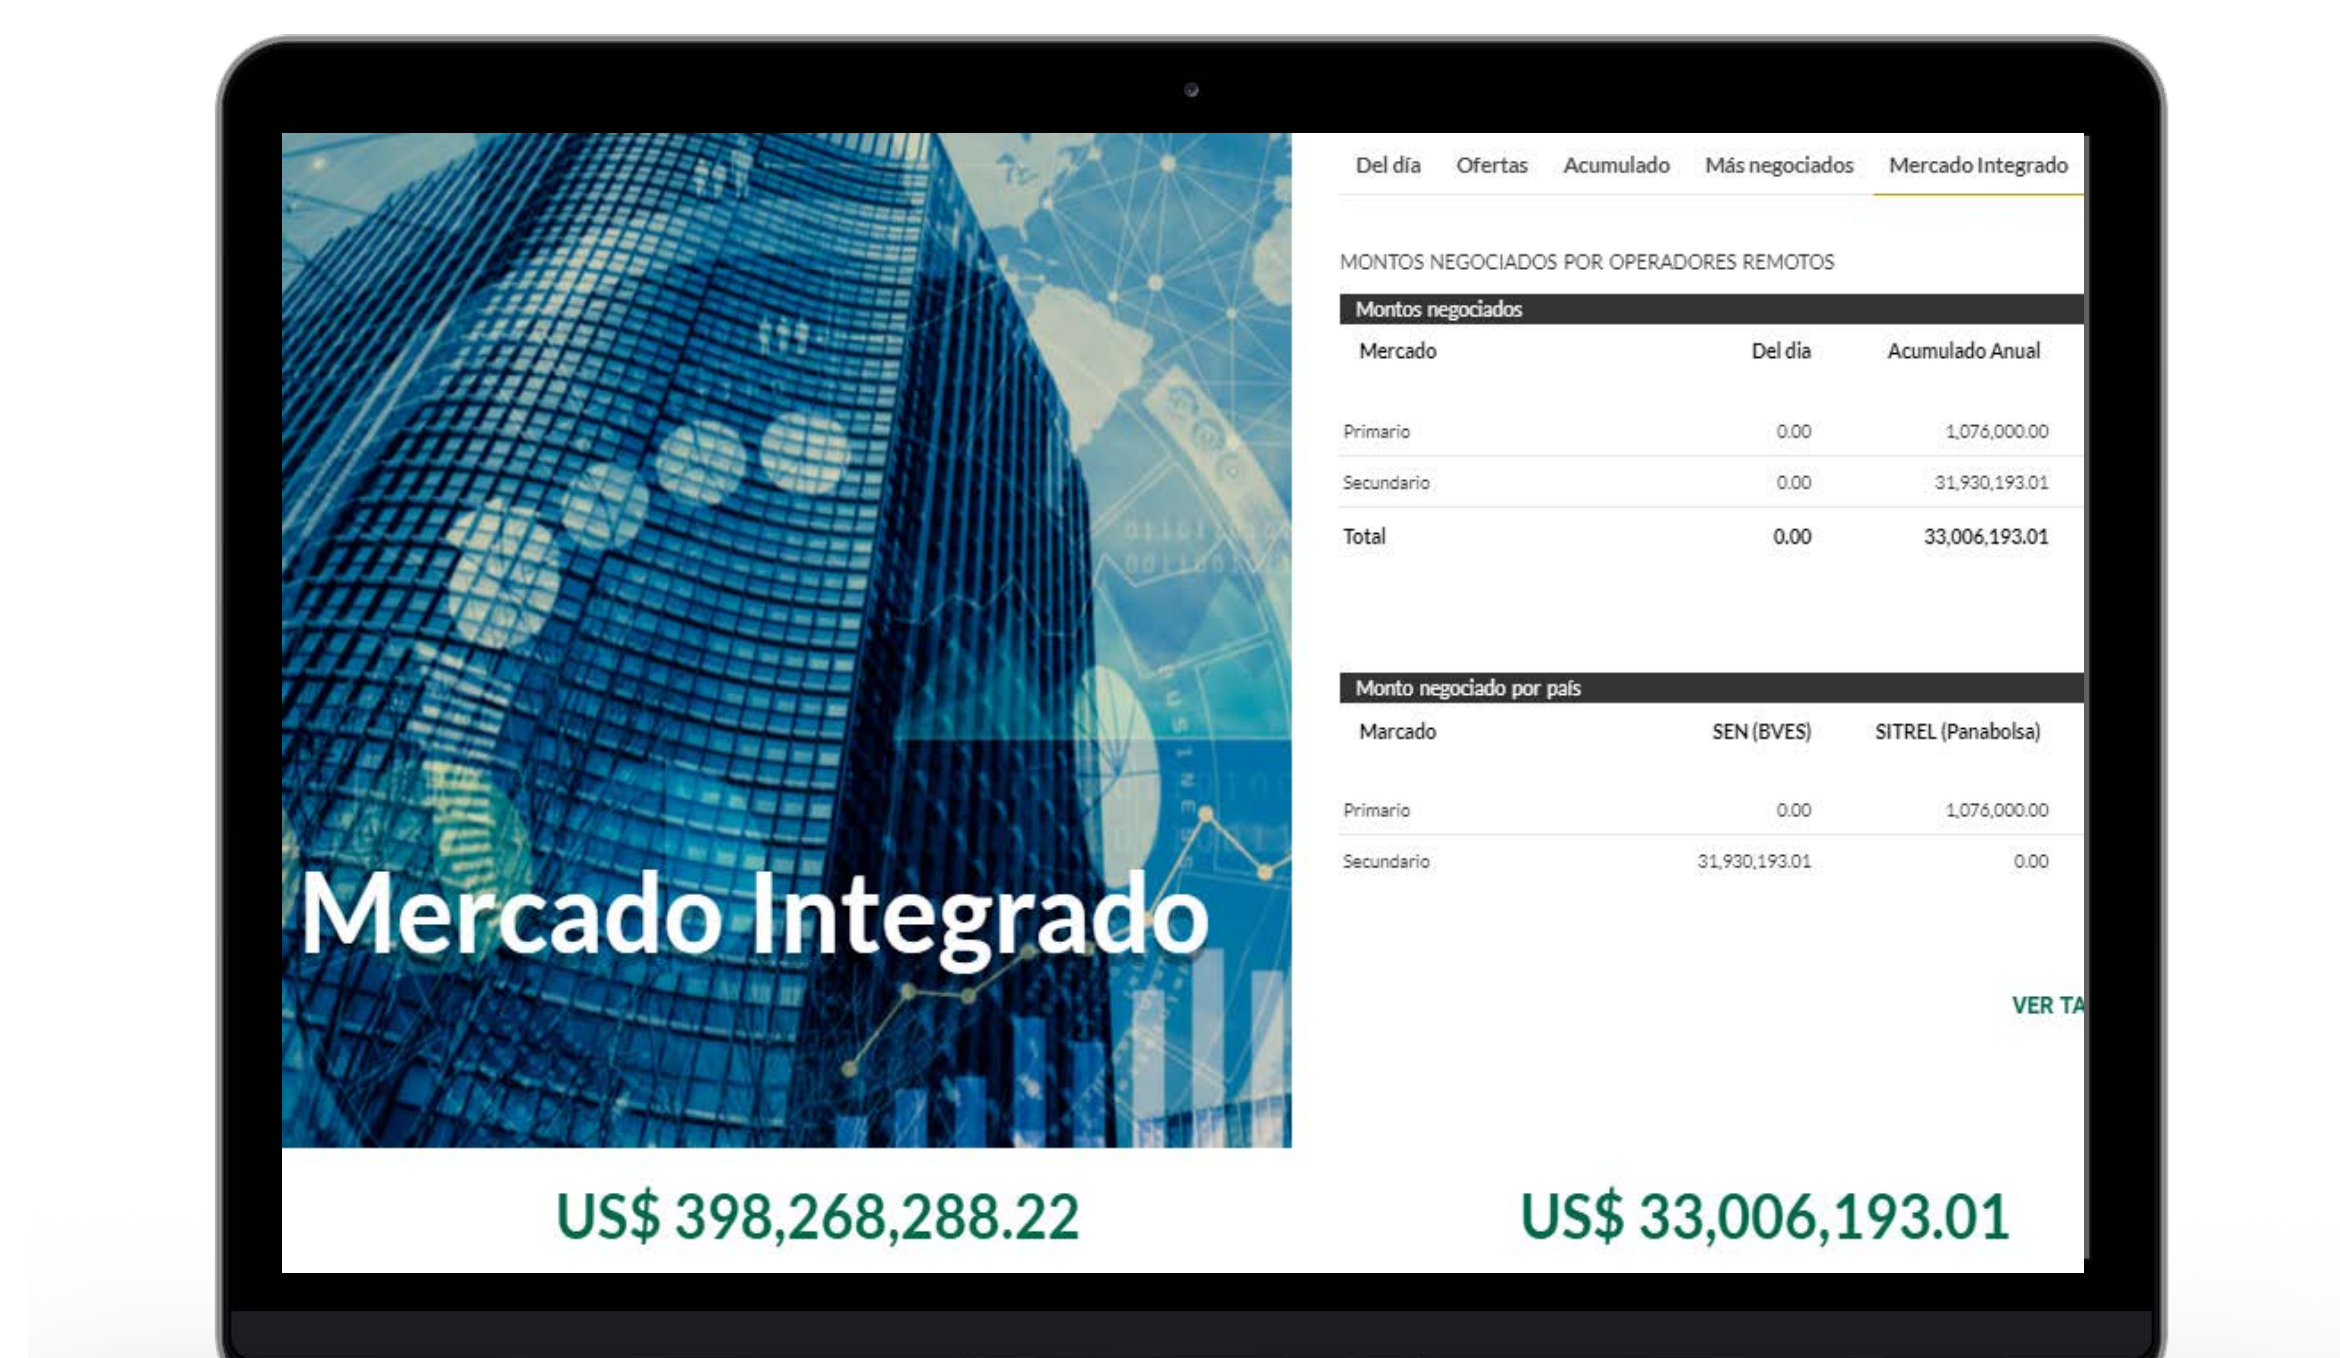 Del día Ofertas Acumulado Más negociados Mercado Integrado
MONTOS NEGOCIADOS POR OPERADORES REMOTOS
Montos negociados
Mercado Del dia Acumulado Anual
Primario 0.00 1,076,000.00
Secundario 0.00 31,930,193.01
Total 0.00 33,006,193.01
Monto negociado por país
Marcado SEN (BVES) SITREL (Panabolsa)
Primario 0.00 1,076,000.00
Secundario 31,930,193.01 0.00
VER TA
Mercado Integrado
US$ 398,268,288.22 US$ 33,006,193.01